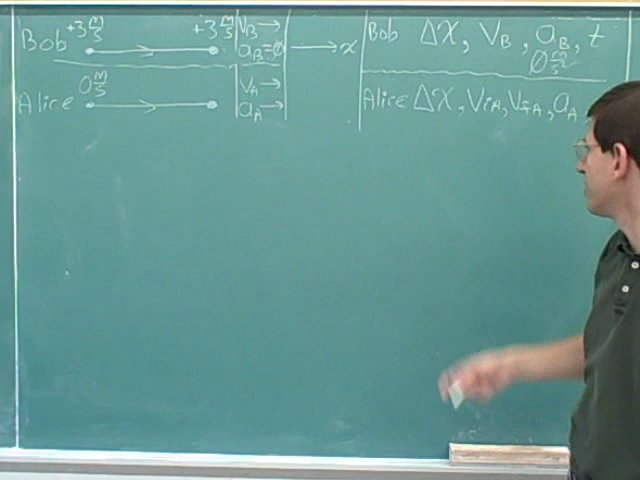 +3 m/s +3 m/s
Bob
V_B →
a_B = 0
→ x
Bob Δx, V_B, a_B, t
0 m/s²
0 m/s
Alice
V_A →
a_A →
Alice Δx, V_iA, V_fA, a_A